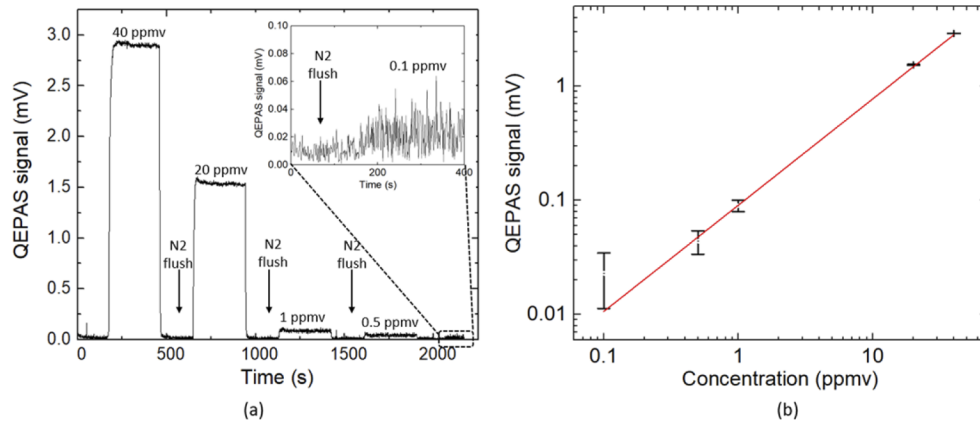 40 ppmv
20 ppmv
1 ppmv
0.5 ppmv
N2
flush
N2
flush
N2
flush
3.0
2.5
2.0
1.5
1.0
0.5
0.0
QEPAS signal (mV)
0
500
1000
1500
2000
Time (s)
0.10
0.08
0.06
0.04
0.02
0.00
QEPAS signal (mV)
N2
flush
0.1 ppmv
0
200
400
Time (s)
(a)
1
0.1
0.01
QEPAS signal (mV)
0.1
1
10
Concentration (ppmv)
(b)